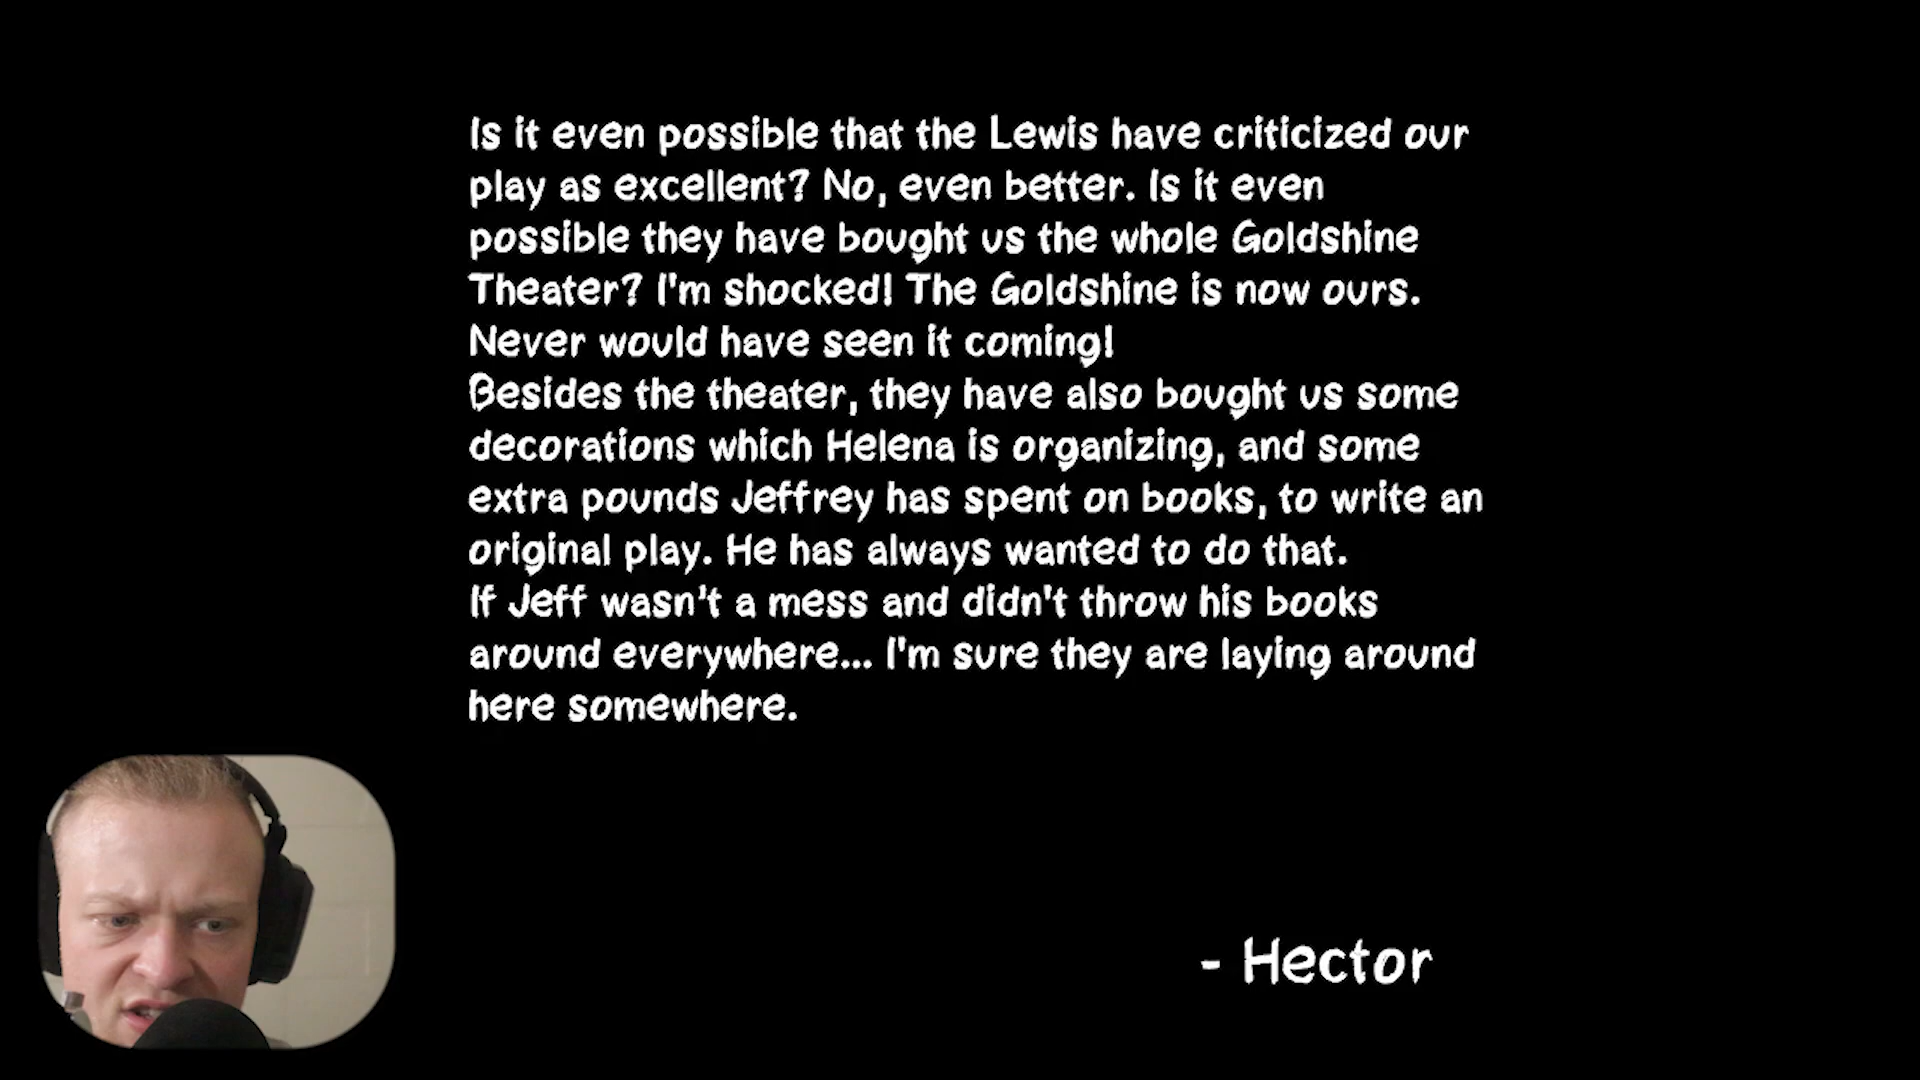 Is it even possible that the Lewis have criticized our
play as excellent? No, even better. Is it even
possible they have bought us the whole Goldshine
Theater? I'm shocked! The Goldshine is now ours.
Never would have seen it coming!
Besides the theater, they have also bought us some
decorations which Helena is organizing, and some
extra pounds Jeffrey has spent on books, to write an
original play. He has always wanted to do that.
If Jeff wasn't a mess and didn't throw his books
around everywhere... I'm sure they are laying around
here somewhere.
- Hector